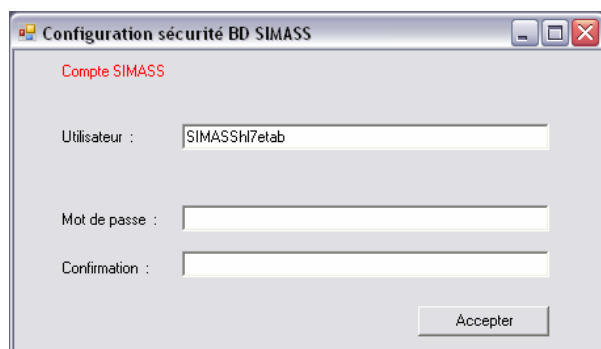 Configuration sécurité BD SIMASS
Compte SIMASS
Utilisateur : SIMASShl7etab
Mot de passe :
Confirmation :
Accepter